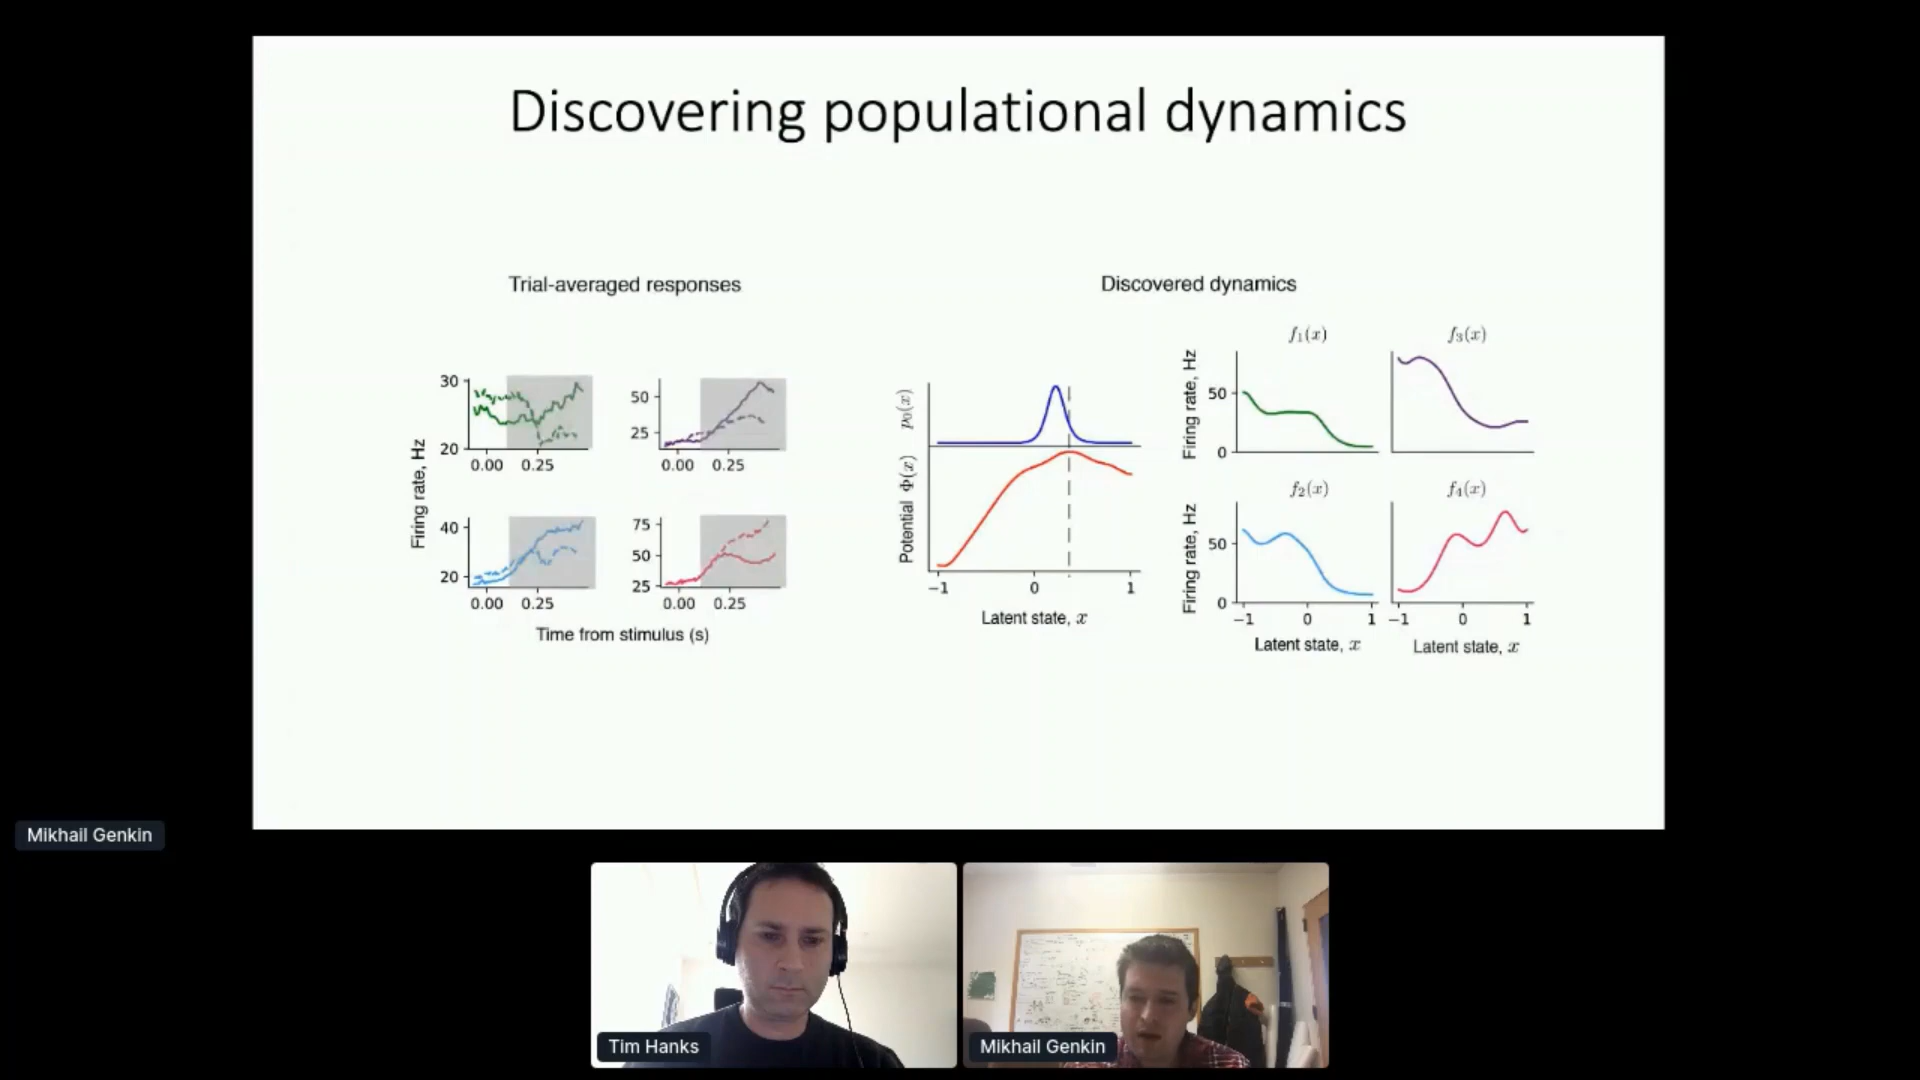 Discovering populational dynamics
Trial-averaged responses
Firing rate, Hz
30
20
0.00 0.25
50
25
0.00 0.25
40
20
0.00 0.25
75
50
25
0.00 0.25
Time from stimulus (s)
Discovered dynamics
p₀(x)
Potential Φ(x)
−1 0 1
Latent state, x
f₁(x)
Firing rate, Hz
50
0
f₃(x)
f₂(x)
Firing rate, Hz
50
0
−1 0 1
Latent state, x
f₄(x)
−1 0 1
Latent state, x
Mikhail Genkin
Tim Hanks
Mikhail Genkin